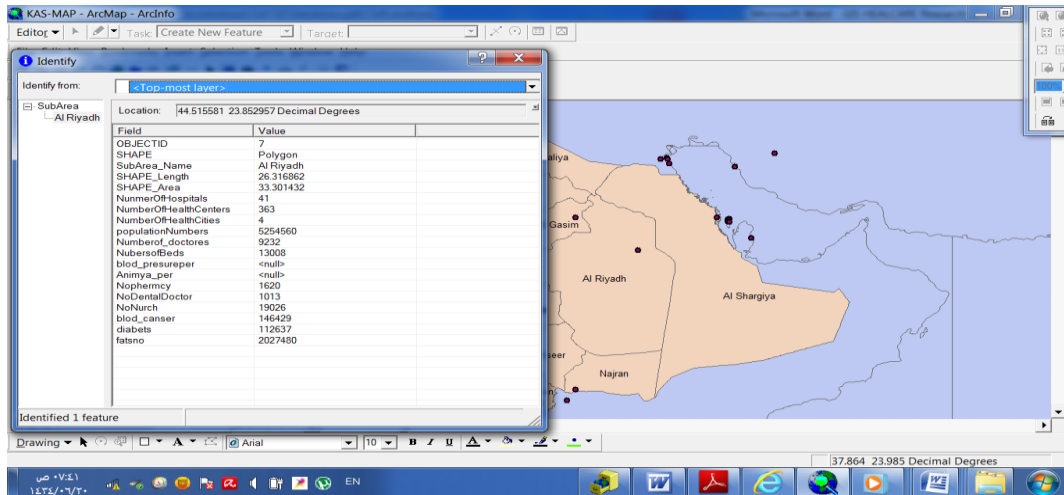 KAS-MAP - ArcMap - ArcInfo
Editor Task: Create New Feature Target:
Identify
Identify from: <Top-most layer>
SubArea
Al Riyadh
Location: 44.515581 23.852957 Decimal Degrees
Field Value
OBJECTID 7
SHAPE Polygon
SubArea_Name Al Riyadh
SHAPE_Length 26.316862
SHAPE_Area 33.301432
NunmerOfHospitals 41
NumberOfHealthCenters 363
NumberOfHealthCities 4
populationNumbers 5254560
Numberof_doctores 9232
NubersofBeds 13008
blod_presureper <null>
Animya_per <null>
Nophermcy 1620
NoDentalDoctor 1013
NoNurch 19026
blod_canser 146429
diabets 112637
fatsno 2027480
Identified 1 feature
100%
aliya
Gasim
Al Riyadh
Al Shargiya
seer
Najran
Drawing A Arial 10 B I U A
37.864 23.985 Decimal Degrees
EN
٠٧:٤١ ص
١٤٣٤/٠٦/٢٠